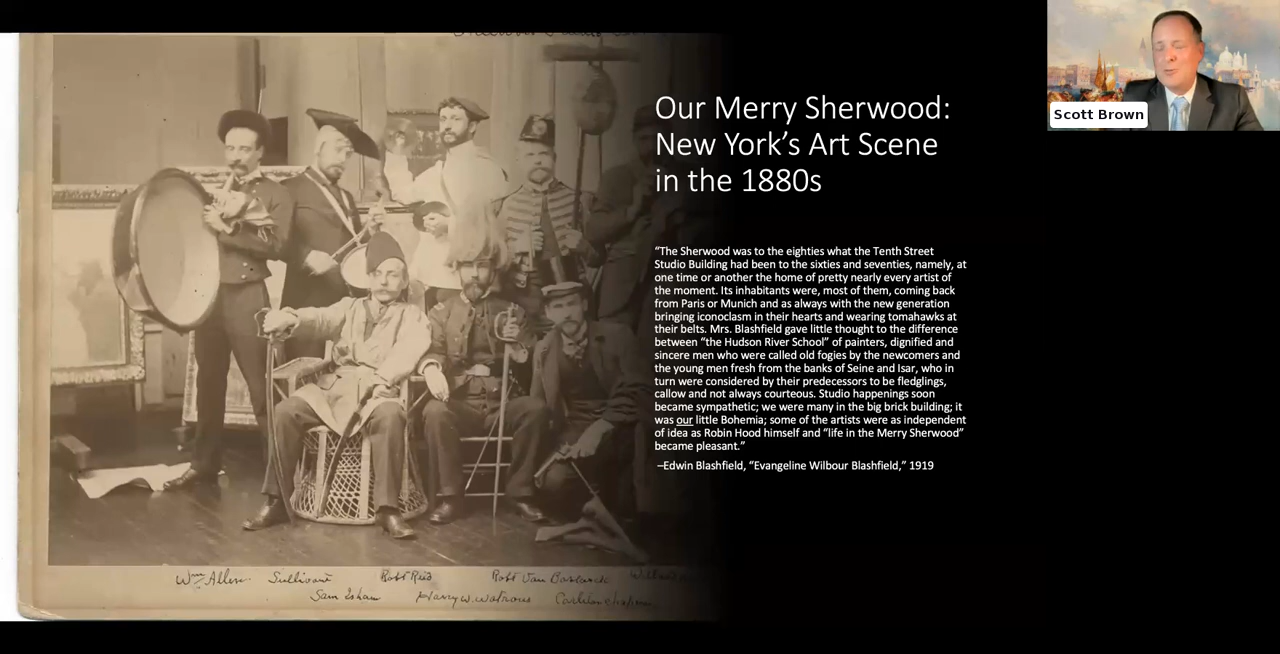 Scott Brown
Our Merry Sherwood:
New York’s Art Scene
in the 1880s
“The Sherwood was to the eighties what the Tenth Street
Studio Building had been to the sixties and seventies, namely, at
one time or another the home of pretty nearly every artist of
the moment. Its inhabitants were, most of them, coming back
from Paris or Munich and as always with the new generation
bringing iconoclasm in their hearts and wearing tomahawks at
their belts. Mrs. Blashfield gave little thought to the difference
between “the Hudson River School” of painters, dignified and
sincere men who were called old fogies by the newcomers and
the young men fresh from the banks of Seine and Isar, who in
turn were considered by their predecessors to be fledglings,
callow and not always courteous. Studio happenings soon
became sympathetic; we were many in the big brick building; it
was our little Bohemia; some of the artists were as independent
of idea as Robin Hood himself and “life in the Merry Sherwood”
became pleasant.”
–Edwin Blashfield, “Evangeline Wilbour Blashfield,” 1919
Wm Allen. Sullivant Robt Reid Robt Van Boskerck
Sam Isham Harry W. Watrous Carlton Chapman